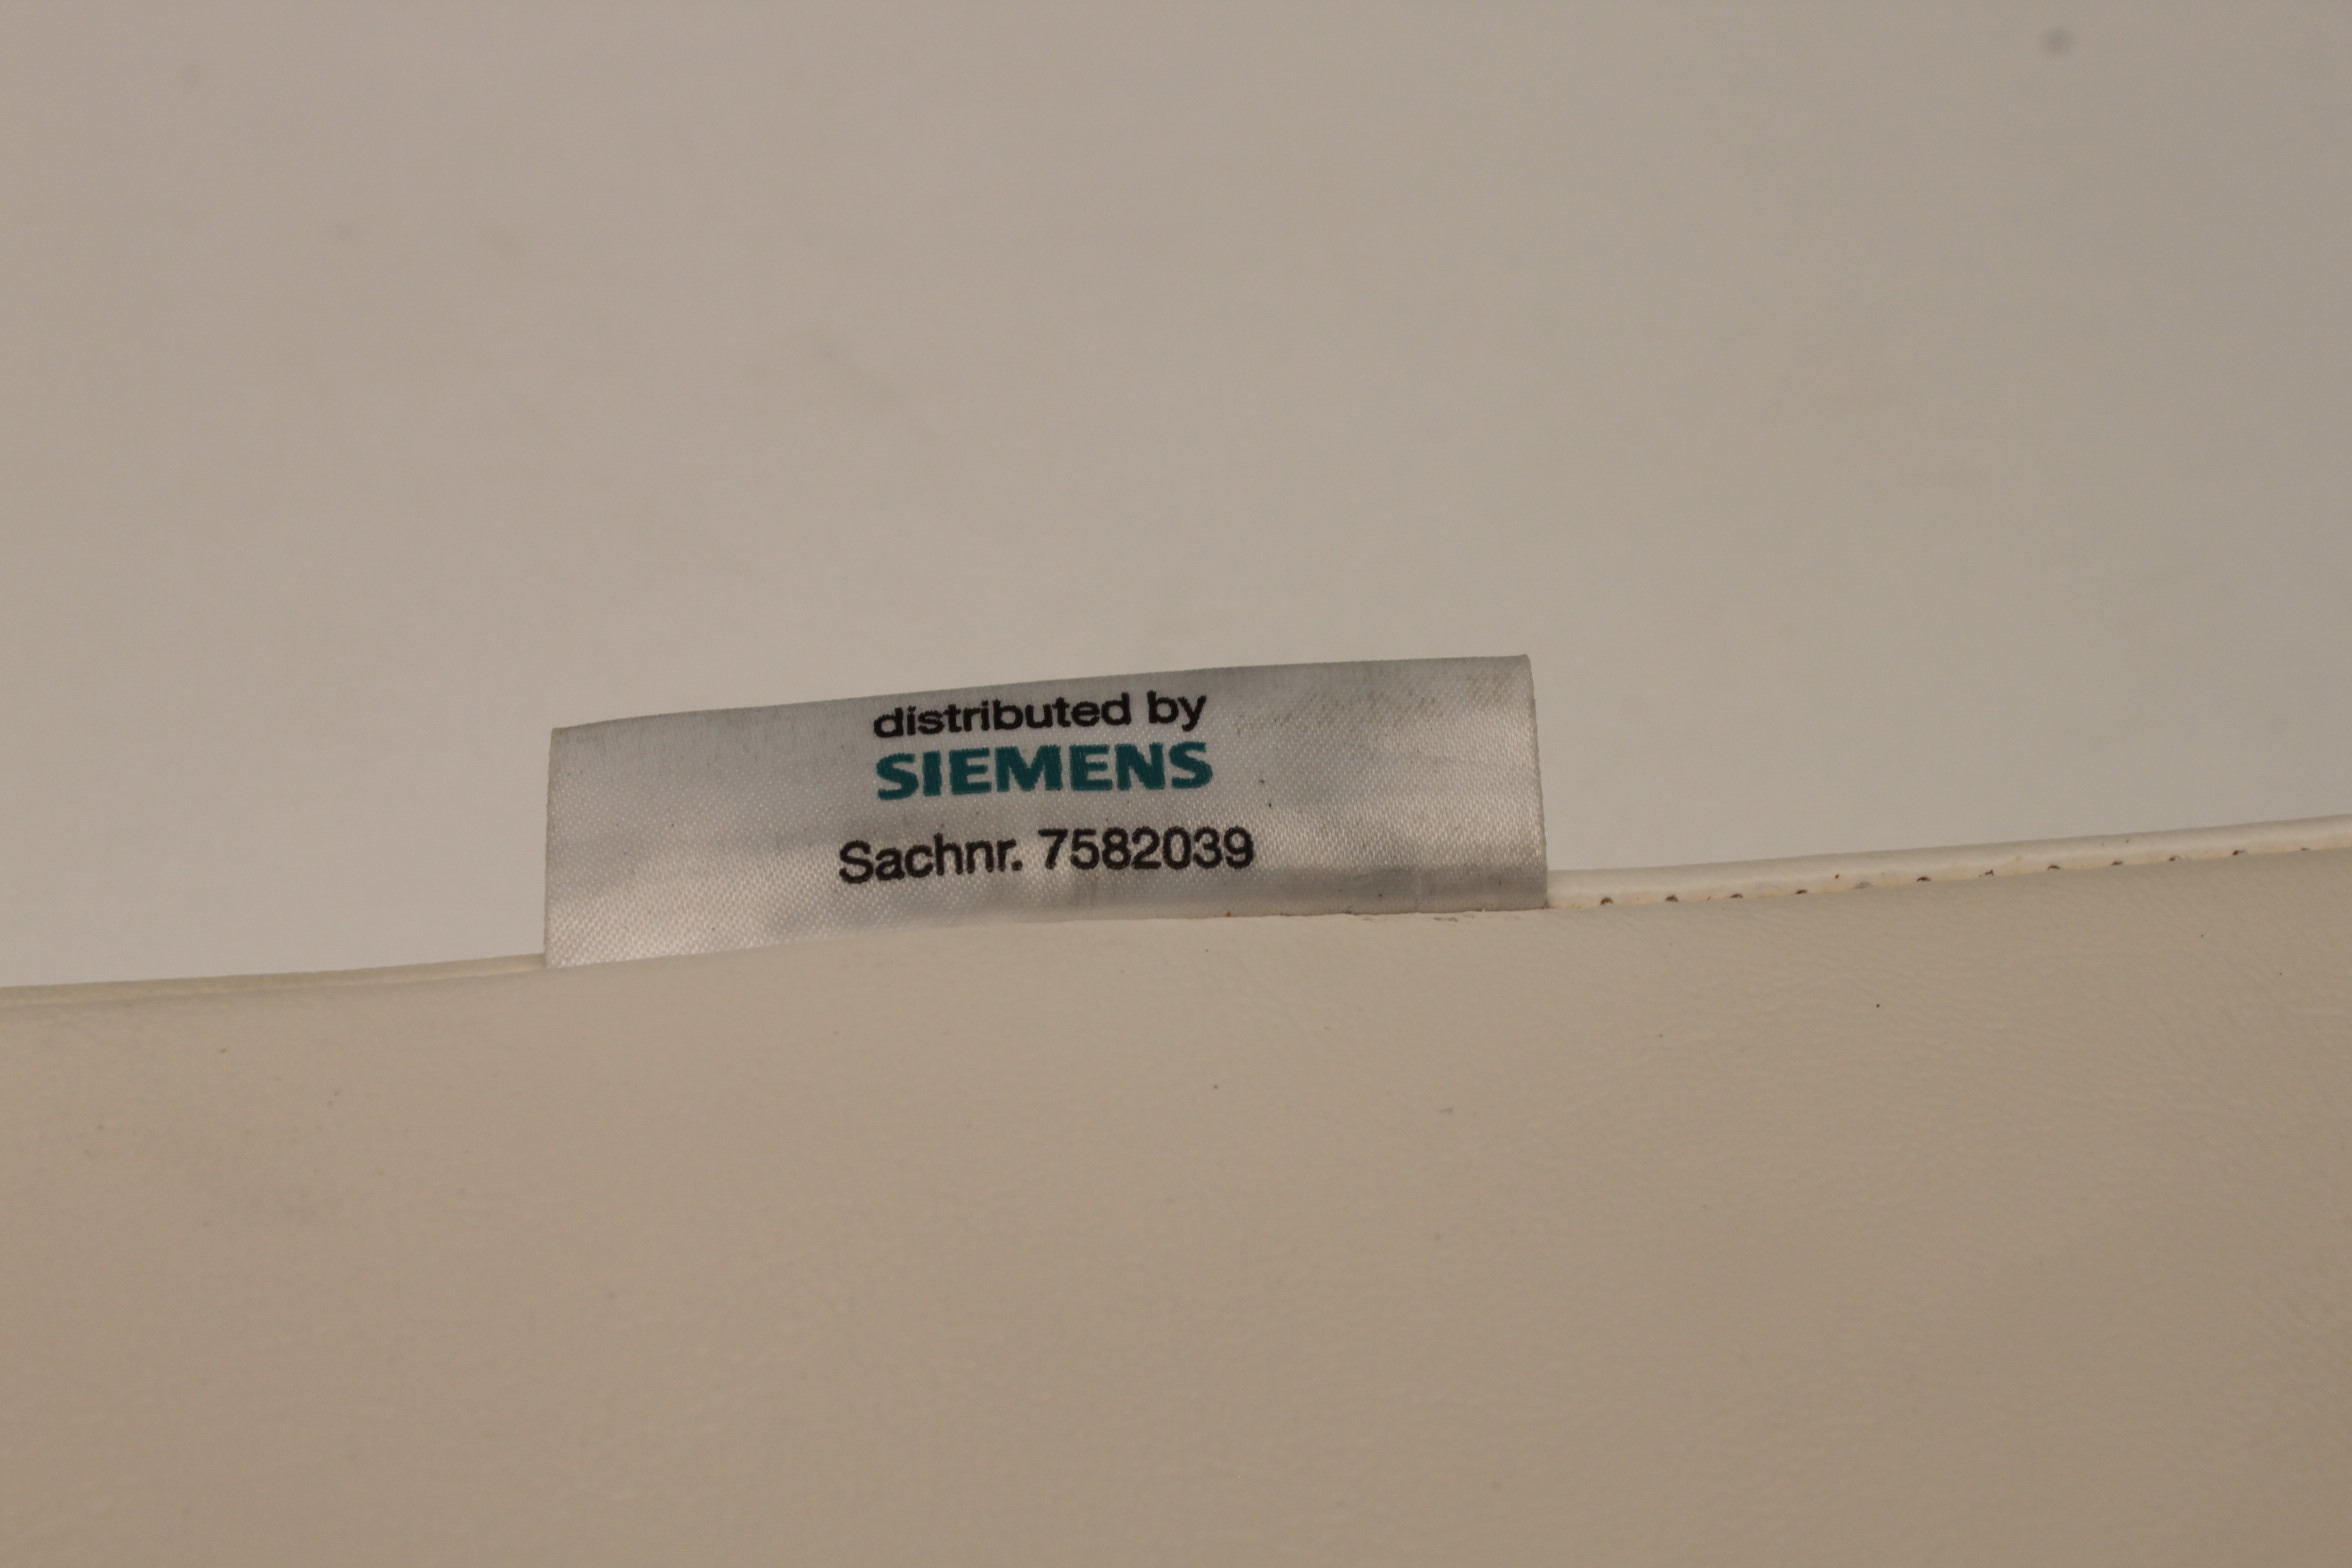 distributed by
SIEMENS
Sachnr. 7582039